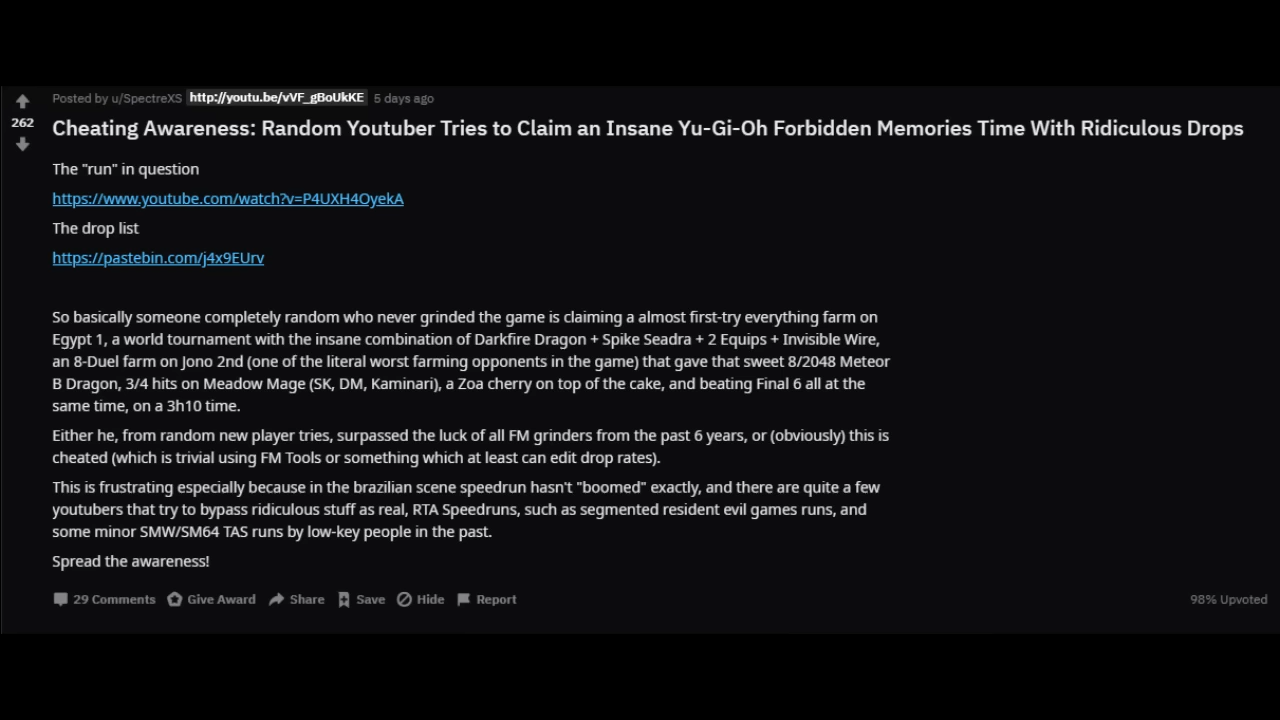 Posted by u/SpectreXS http://youtu.be/vVF_gBoUkKE 5 days ago
262
Cheating Awareness: Random Youtuber Tries to Claim an Insane Yu-Gi-Oh Forbidden Memories Time With Ridiculous Drops
The "run" in question
https://www.youtube.com/watch?v=P4UXH4OyekA
The drop list
https://pastebin.com/j4x9EUrv
So basically someone completely random who never grinded the game is claiming a almost first-try everything farm on
Egypt 1, a world tournament with the insane combination of Darkfire Dragon + Spike Seadra + 2 Equips + Invisible Wire,
an 8-Duel farm on Jono 2nd (one of the literal worst farming opponents in the game) that gave that sweet 8/2048 Meteor
B Dragon, 3/4 hits on Meadow Mage (SK, DM, Kaminari), a Zoa cherry on top of the cake, and beating Final 6 all at the
same time, on a 3h10 time.
Either he, from random new player tries, surpassed the luck of all FM grinders from the past 6 years, or (obviously) this is
cheated (which is trivial using FM Tools or something which at least can edit drop rates).
This is frustrating especially because in the brazilian scene speedrun hasn't "boomed" exactly, and there are quite a few
youtubers that try to bypass ridiculous stuff as real, RTA Speedruns, such as segmented resident evil games runs, and
some minor SMW/SM64 TAS runs by low-key people in the past.
Spread the awareness!
29 Comments Give Award Share Save Hide Report 98% Upvoted